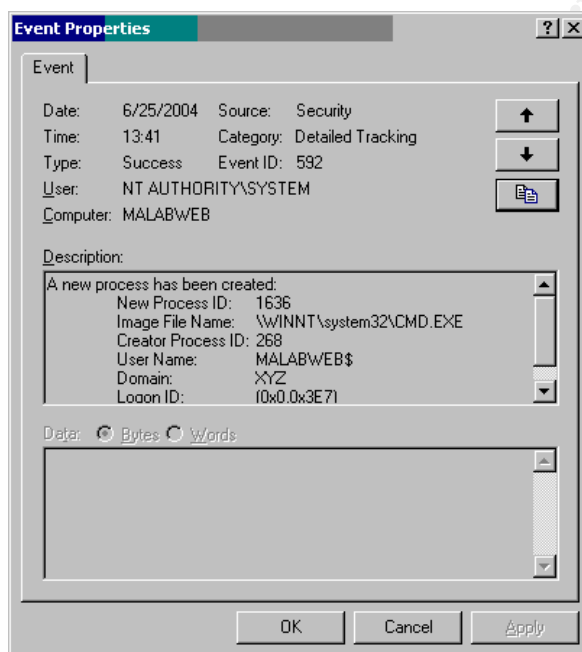 Event Properties
Event
Date: 6/25/2004 Source: Security
Time: 13:41 Category: Detailed Tracking
Type: Success Event ID: 592
User: NT AUTHORITY\SYSTEM
Computer: MALABWEB
Description:
A new process has been created:
New Process ID: 1636
Image File Name: \WINNT\system32\CMD.EXE
Creator Process ID: 268
User Name: MALABWEB$
Domain: XYZ
Logon ID: (0x0,0x3E7)
Data: Bytes Words
OK Cancel Apply